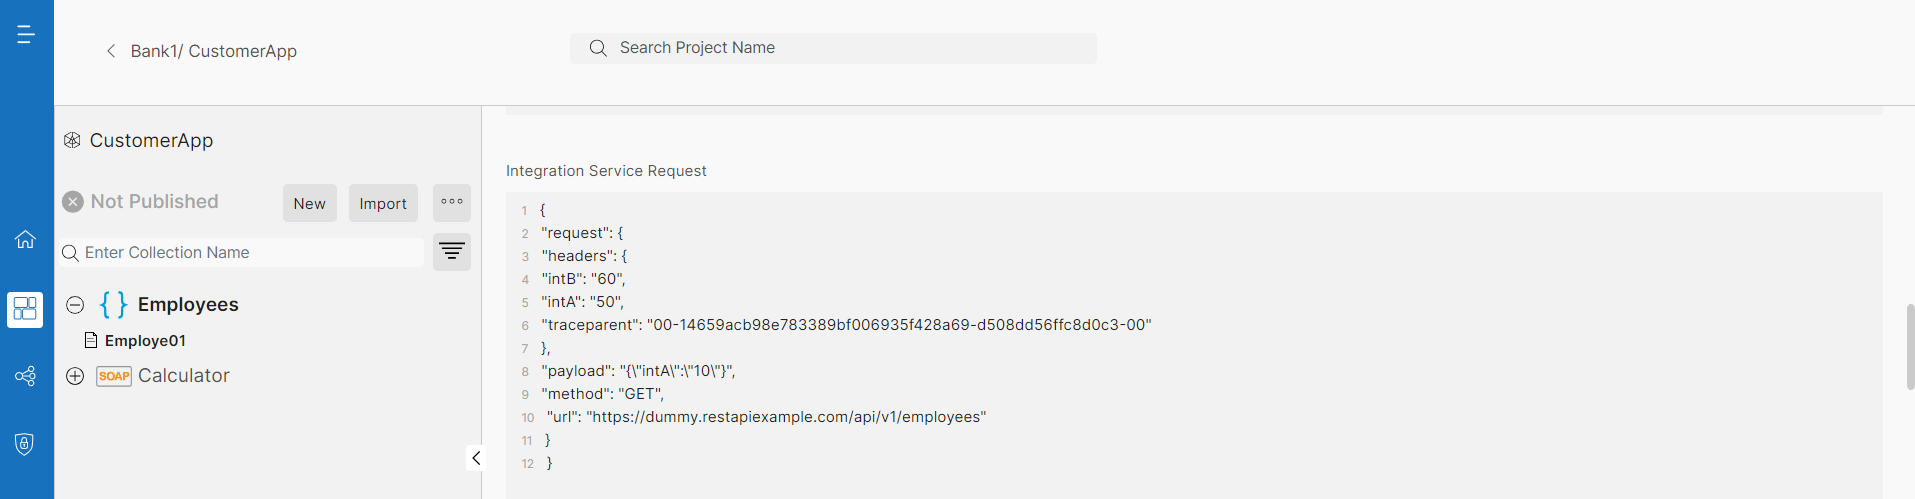 Bank1/ CustomerApp
Search Project Name
CustomerApp
Not Published
New
Import
Enter Collection Name
{ } Employees
Employe01
SOAP Calculator
Integration Service Request
1 {
2 "request": {
3 "headers": {
4 "intB": "60",
5 "intA": "50",
6 "traceparent": "00-14659acb98e783389bf006935f428a69-d508dd56ffc8d0c3-00"
7 },
8 "payload": "{\"intA\":\"10\"}",
9 "method": "GET",
10 "url": "https://dummy.restapiexample.com/api/v1/employees"
11 }
12 }